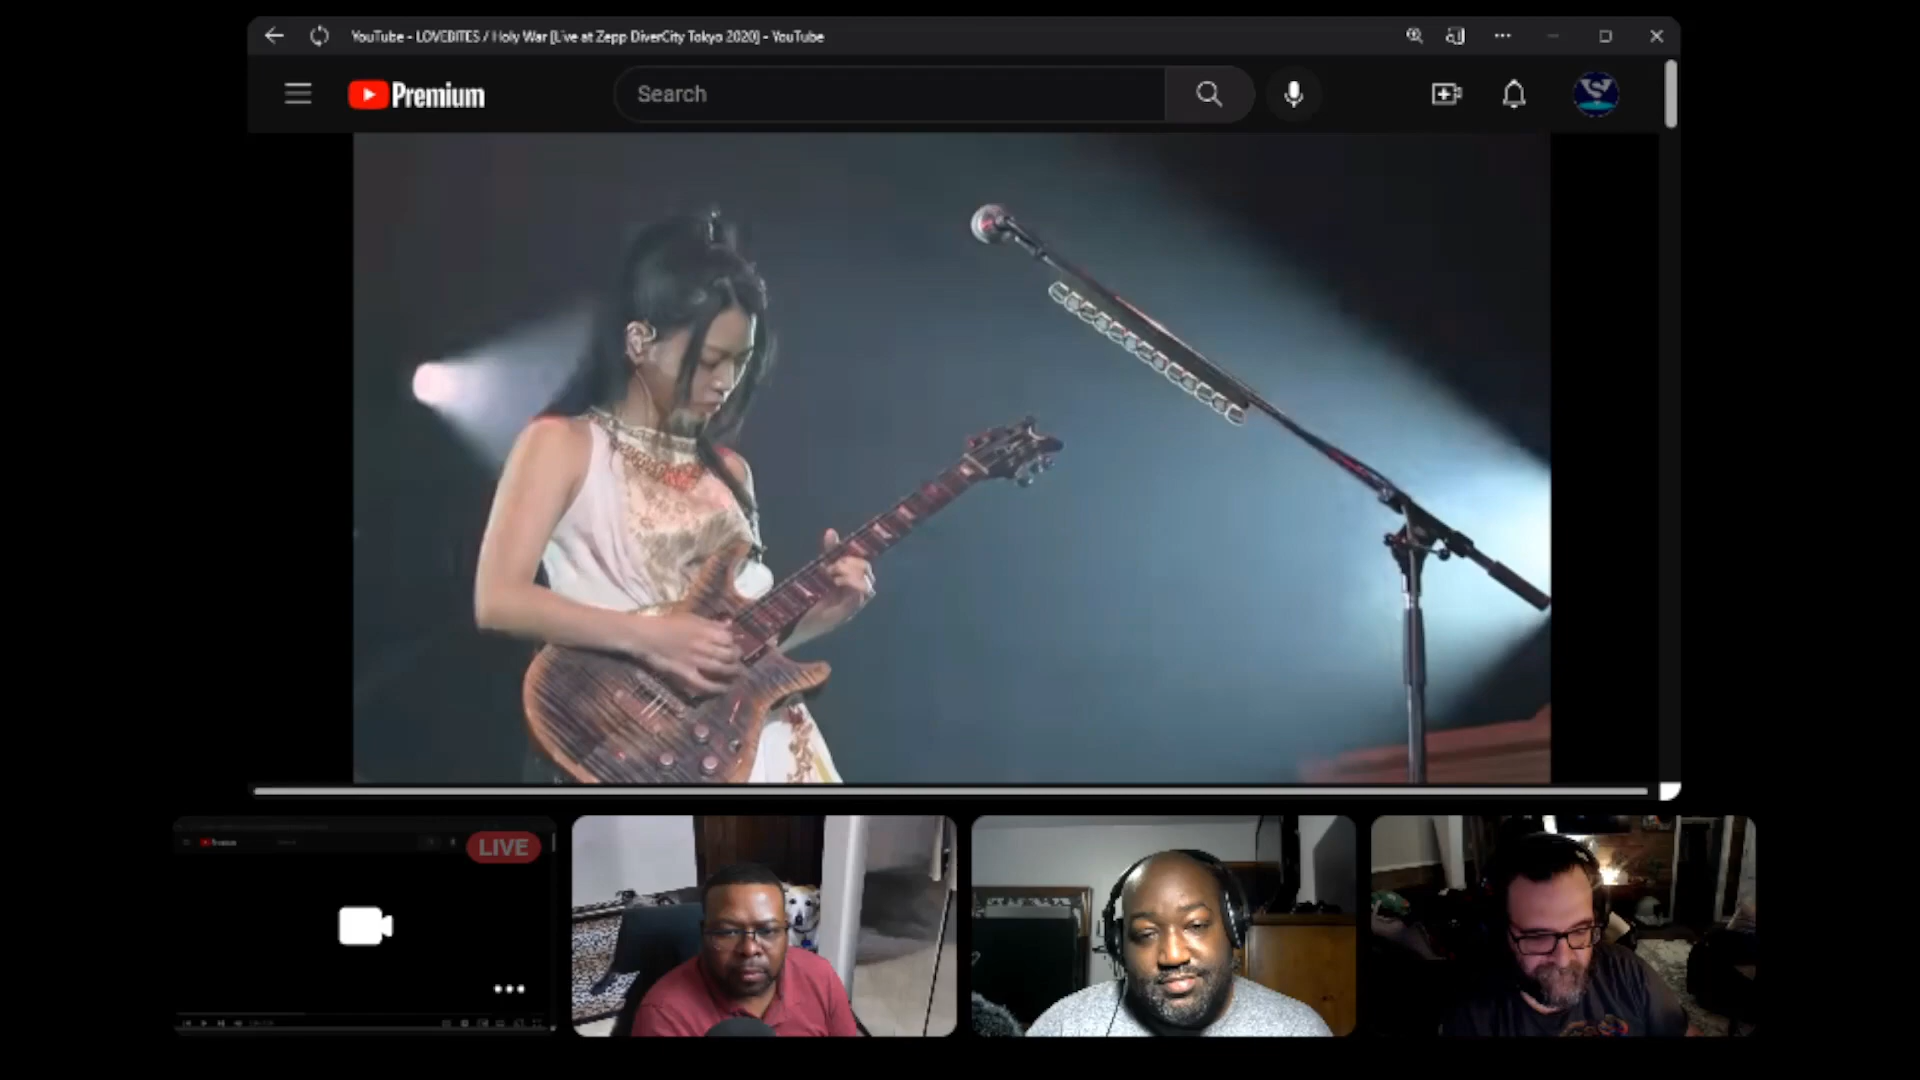 YouTube - LOVEBITES / Holy War [Live at Zepp DiverCity Tokyo 2020] - YouTube
Premium
Search
LIVE